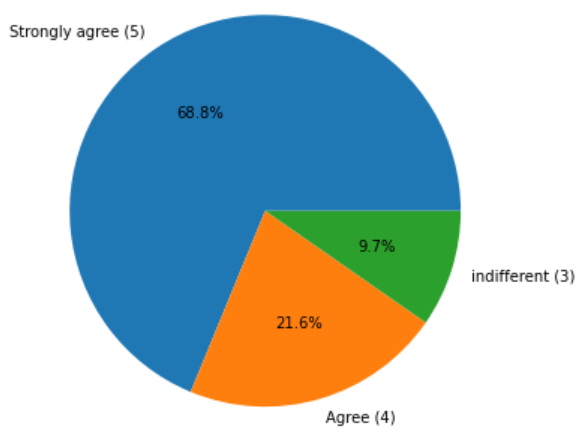 Strongly agree (5)
68.8%
9.7%
indifferent (3)
21.6%
Agree (4)